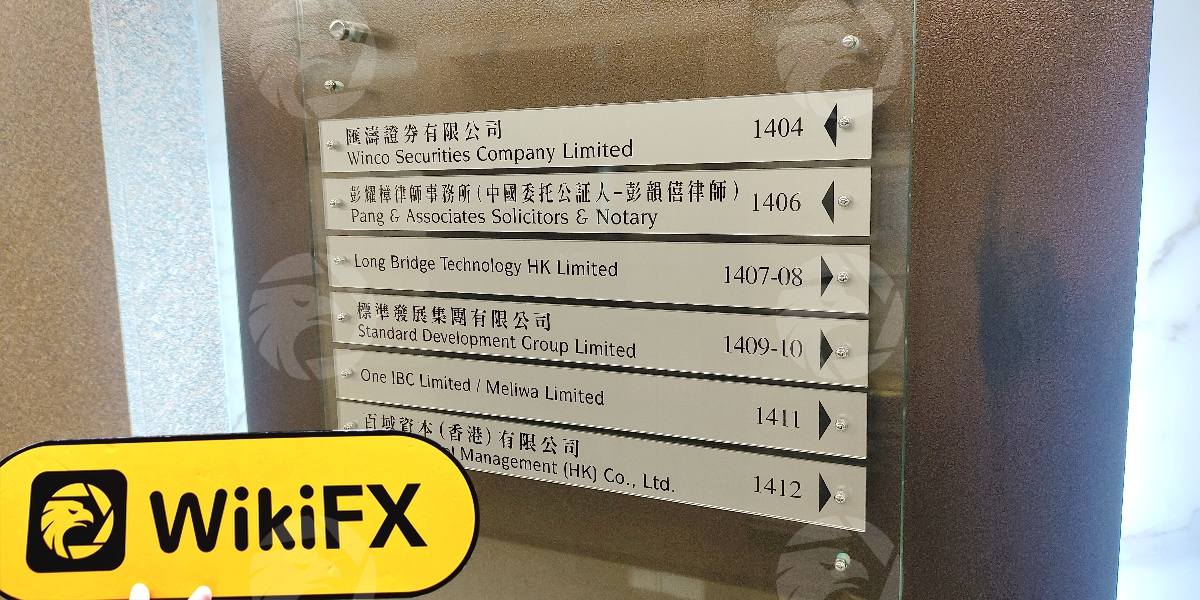 匯濤證券有限公司
Winco Securities Company Limited
1404
彭耀樟律師事務所(中國委托公証人-彭韻僖律師)
Pang & Associates Solicitors & Notary
1406
Long Bridge Technology HK Limited
1407-08
標準發展集團有限公司
Standard Development Group Limited
1409-10
One IBC Limited / Meliwa Limited
1411
百域資本(香港)有限公司
Management (HK) Co., Ltd.
1412
WikiFX